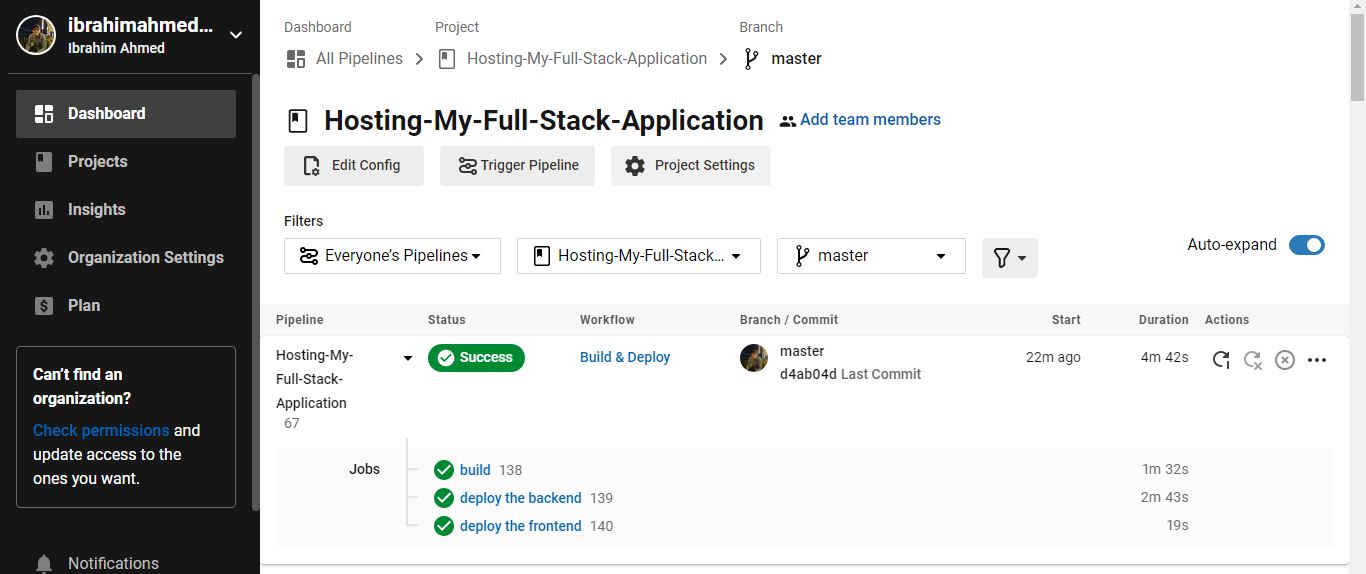 ibrahimahmed...
Ibrahim Ahmed
Dashboard
Projects
Insights
Organization Settings
Plan
Can't find an
organization?
Check permissions and
update access to the
ones you want.
Notifications
Dashboard Project Branch
All Pipelines Hosting-My-Full-Stack-Application master
Hosting-My-Full-Stack-Application Add team members
Edit Config Trigger Pipeline Project Settings
Filters
Everyone's Pipelines Hosting-My-Full-Stack... master Auto-expand
Pipeline Status Workflow Branch / Commit Start Duration Actions
Hosting-My-
Full-Stack-
Application
67
Success Build & Deploy master 22m ago 4m 42s
d4ab04d Last Commit
Jobs build 138 1m 32s
deploy the backend 139 2m 43s
deploy the frontend 140 19s